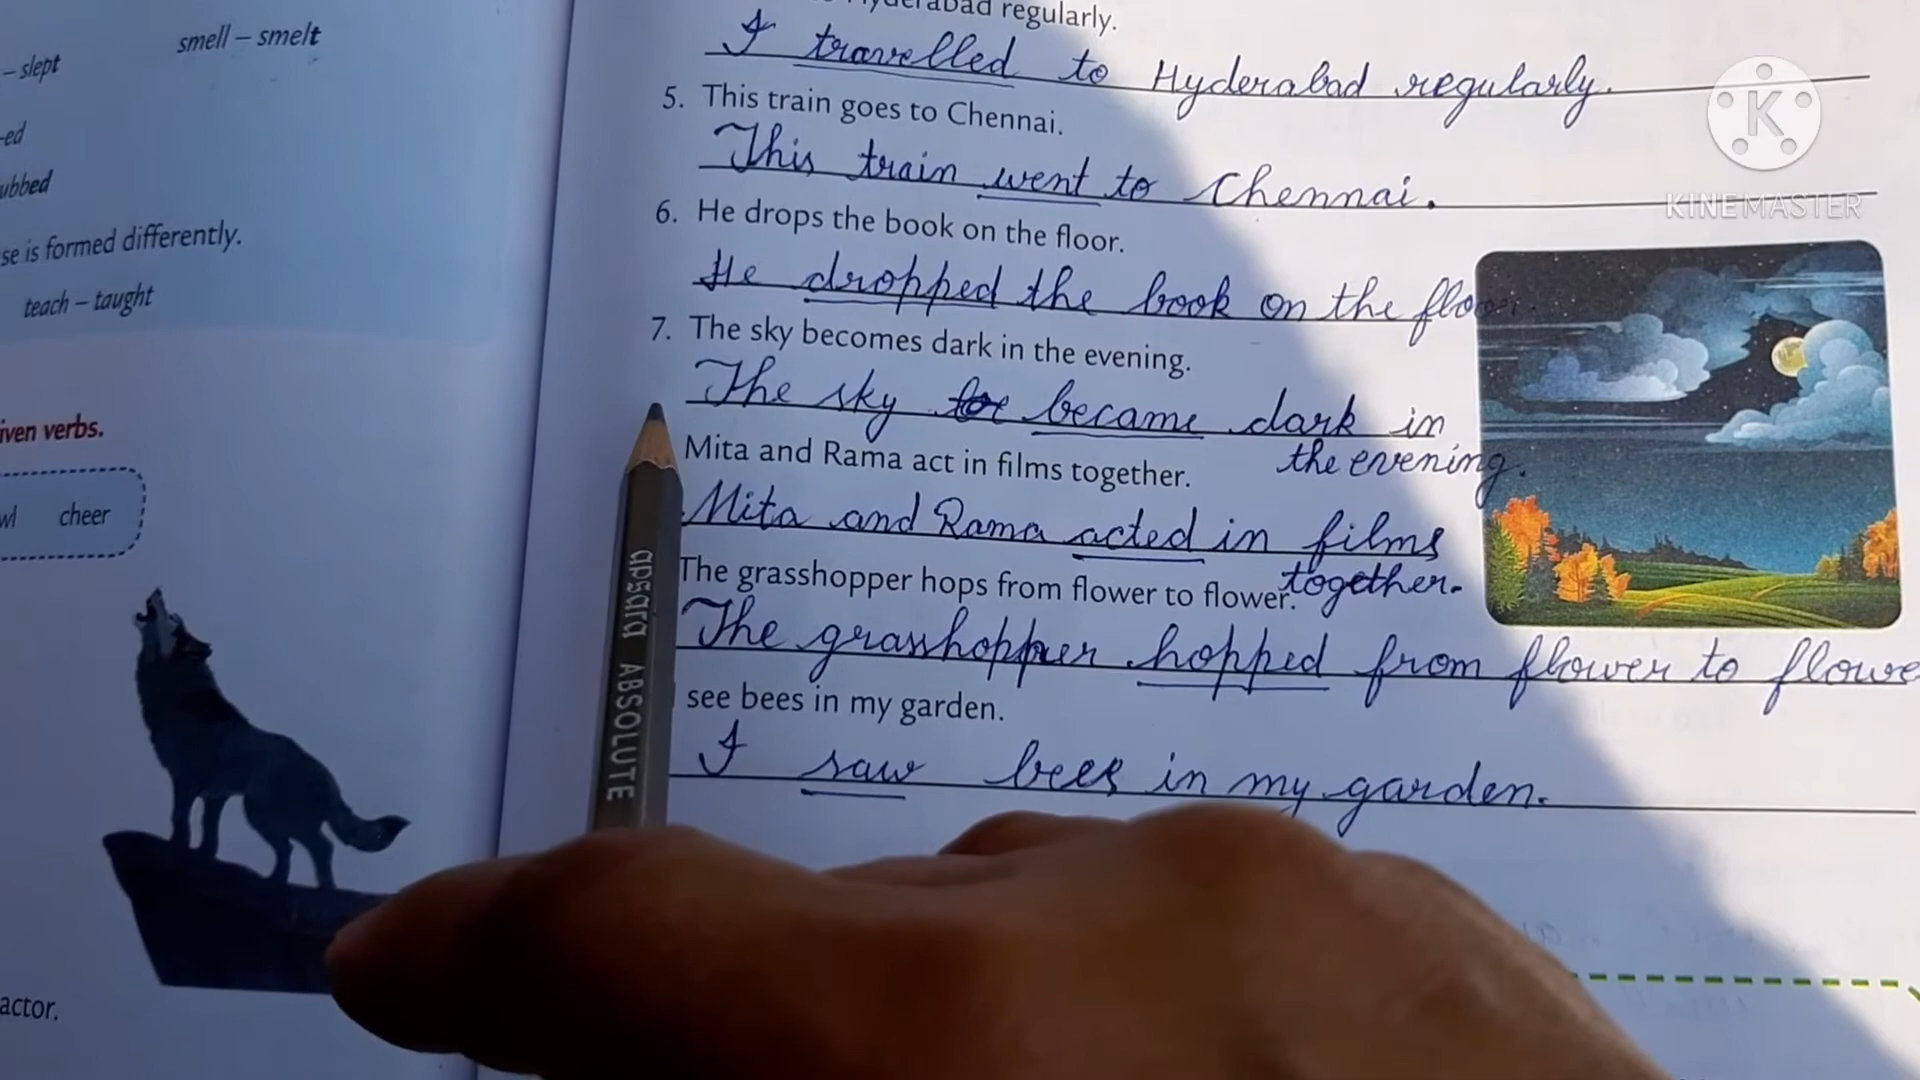 smell – smelt
– slept
-ed
ubbed
se is formed differently.
teach – taught
iven verbs.
wl cheer
actor.
Hyderabad regularly.
I travelled to Hyderabad regularly.
5. This train goes to Chennai.
This train went to Chennai.
6. He drops the book on the floor.
He dropped the book on the floor.
7. The sky becomes dark in the evening.
The sky became dark in
the evening.
Mita and Rama act in films together.
Mita and Rama acted in films
together.
The grasshopper hops from flower to flower.
The grasshopper hopped from flower to flowe
see bees in my garden.
I saw bees in my garden.
apsara ABSOLUTE
K
KINEMASTER